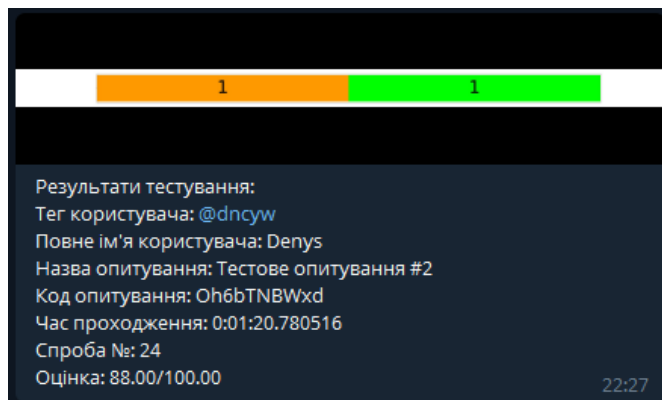 1 1
Результати тестування:
Тег користувача: @dncyw
Повне ім'я користувача: Denys
Назва опитування: Тестове опитування #2
Код опитування: Oh6bTNBWxd
Час проходження: 0:01:20.780516
Спроба №: 24
Оцінка: 88.00/100.00
22:27